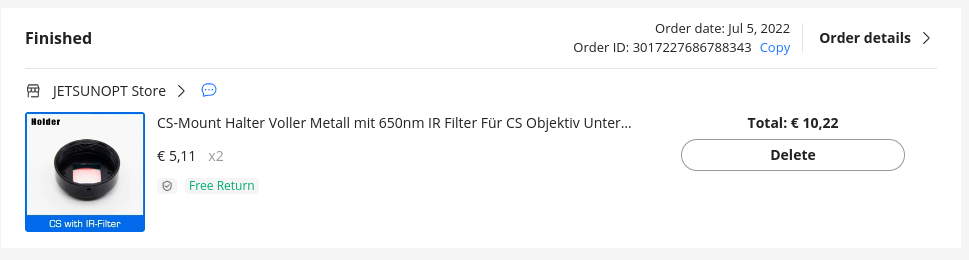 Finished
Order date: Jul 5, 2022
Order ID: 3017227686788343 Copy
Order details
JETSUNOPT Store
Holder
CS with IR-Filter
CS-Mount Halter Voller Metall mit 650nm IR Filter Für CS Objektiv Unter...
€ 5,11 x2
Free Return
Total: € 10,22
Delete